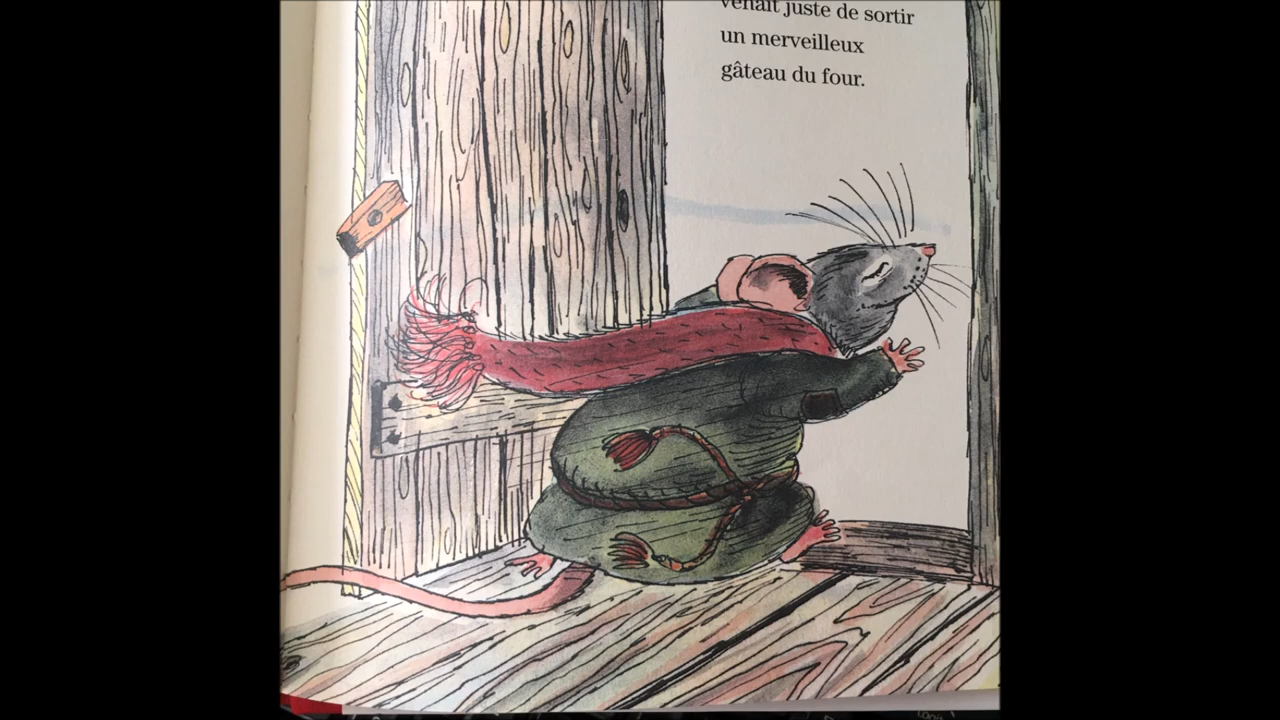 venait juste de sortir
un merveilleux
gâteau du four.